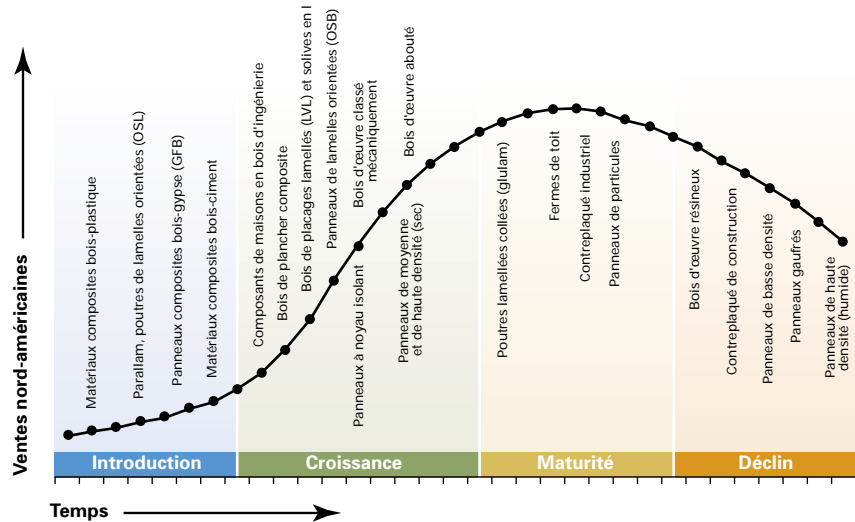 Ventes nord-américaines
Matériaux composites bois-plastique
Parallam, poutres de lamelles orientées (OSL)
Panneaux composites bois-gypse (GFB)
Matériaux composites bois-ciment
Composants de maisons en bois d'ingénierie
Bois de plancher composite
Bois de placages lamellés (LVL) et solives en I
Panneaux de lamelles orientées (OSB)
Bois d'œuvre classé
mécaniquement
Panneaux à noyau isolant
Bois d'œuvre abouté
Panneaux de moyenne
et de haute densité (sec)
Poutres lamellées collées (glulam)
Fermes de toit
Contreplaqué industriel
Panneaux de particules
Bois d'œuvre résineux
Contreplaqué de construction
Panneaux de basse densité
Panneaux gaufrés
Panneaux de haute
densité (humide)
Introduction
Croissance
Maturité
Déclin
Temps